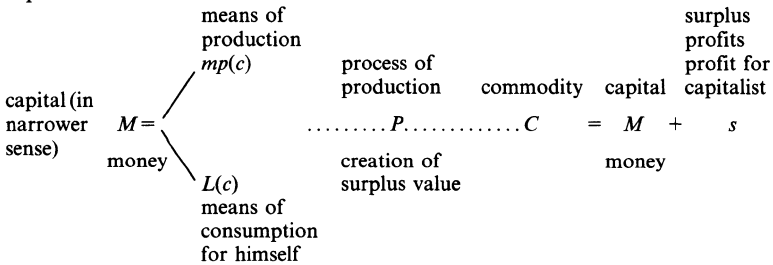 means of
production
mp(c)
surplus
profits
profit for
capitalist
process of
production
commodity
capital
capital (in
narrower
sense)
M=
money
.........P.............C = M + s
creation of
surplus value
money
L(c)
means of
consumption
for himself